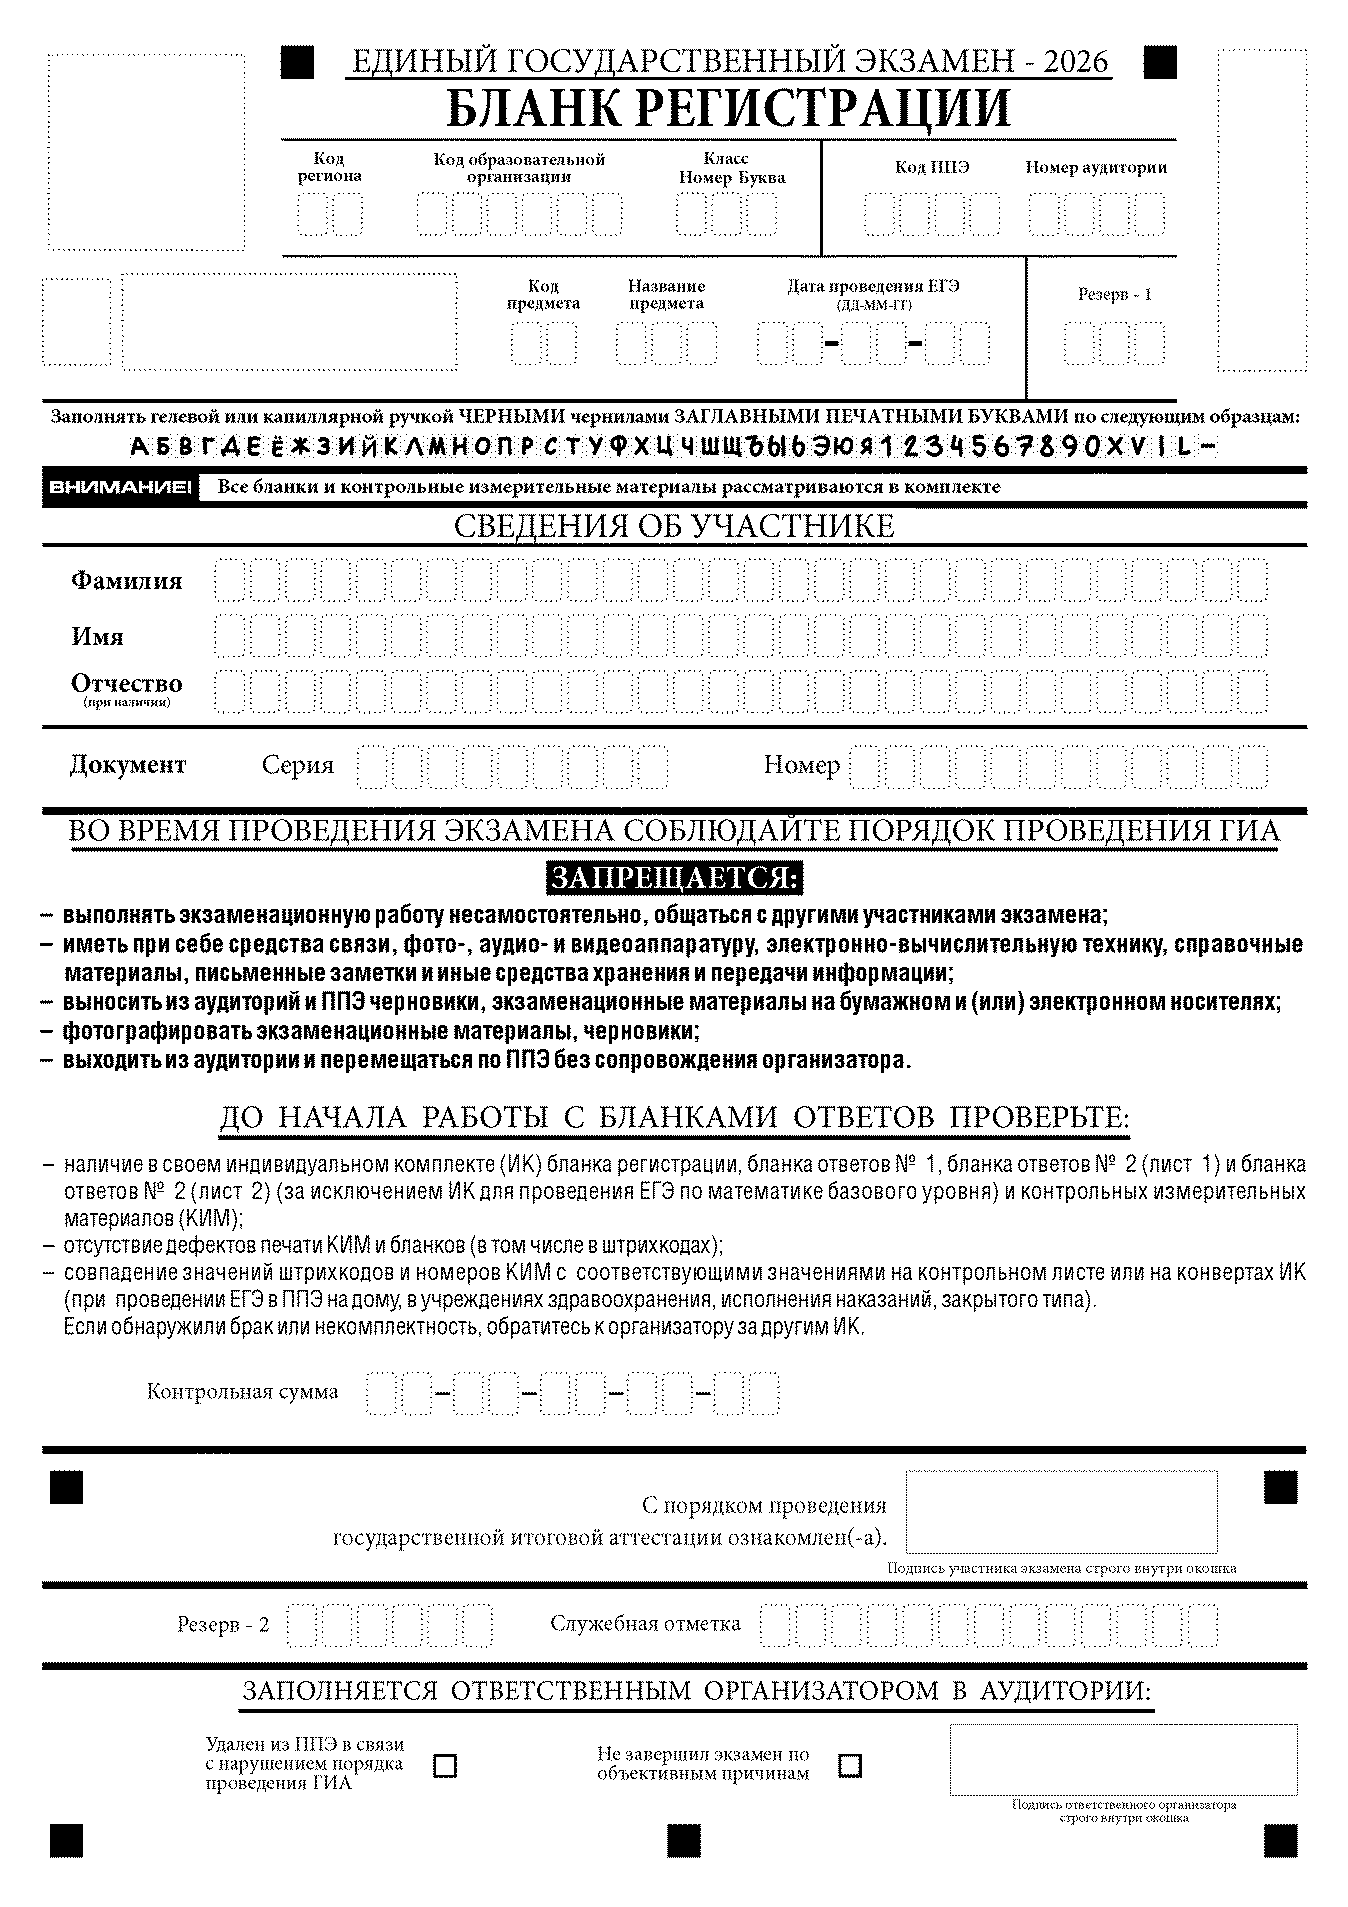 ЕДИНЫЙ ГОСУДАРСТВЕННЫЙ ЭКЗАМЕН - 2026
БЛАНК РЕГИСТРАЦИИ
Код региона
Код образовательной организации
Класс
Номер Буква
Код ППЭ
Номер аудитории
Код предмета
Название предмета
Дата проведения ЕГЭ
(ДД-ММ-ГГ)
Резерв - 1
Заполнять гелевой или капиллярной ручкой ЧЕРНЫМИ чернилами ЗАГЛАВНЫМИ ПЕЧАТНЫМИ БУКВАМИ по следующим образцам:
А Б В Г Д Е Ё Ж З И Й К Л М Н О П Р С Т У Ф Х Ц Ч Ш Щ Ъ Ы Ь Э Ю Я 1 2 3 4 5 6 7 8 9 0 X V I L -
ВНИМАНИЕ! Все бланки и контрольные измерительные материалы рассматриваются в комплекте
СВЕДЕНИЯ ОБ УЧАСТНИКЕ
Фамилия
Имя
Отчество
(при наличии)
Документ Серия Номер
ВО ВРЕМЯ ПРОВЕДЕНИЯ ЭКЗАМЕНА СОБЛЮДАЙТЕ ПОРЯДОК ПРОВЕДЕНИЯ ГИА
ЗАПРЕЩАЕТСЯ:
– выполнять экзаменационную работу несамостоятельно, общаться с другими участниками экзамена;
– иметь при себе средства связи, фото-, аудио- и видеоаппаратуру, электронно-вычислительную технику, справочные
материалы, письменные заметки и иные средства хранения и передачи информации;
– выносить из аудиторий и ППЭ черновики, экзаменационные материалы на бумажном и (или) электронном носителях;
– фотографировать экзаменационные материалы, черновики;
– выходить из аудитории и перемещаться по ППЭ без сопровождения организатора.
ДО НАЧАЛА РАБОТЫ С БЛАНКАМИ ОТВЕТОВ ПРОВЕРЬТЕ:
– наличие в своем индивидуальном комплекте (ИК) бланка регистрации, бланка ответов № 1, бланка ответов № 2 (лист 1) и бланка
ответов № 2 (лист 2) (за исключением ИК для проведения ЕГЭ по математике базового уровня) и контрольных измерительных
материалов (КИМ);
– отсутствие дефектов печати КИМ и бланков (в том числе в штрихкодах);
– совпадение значений штрихкодов и номеров КИМ с соответствующими значениями на контрольном листе или на конвертах ИК
(при проведении ЕГЭ в ППЭ на дому, в учреждениях здравоохранения, исполнения наказаний, закрытого типа).
Если обнаружили брак или некомплектность, обратитесь к организатору за другим ИК.
Контрольная сумма
С порядком проведения
государственной итоговой аттестации ознакомлен(-а).
Подпись участника экзамена строго внутри окошка
Резерв - 2 Служебная отметка
ЗАПОЛНЯЕТСЯ ОТВЕТСТВЕННЫМ ОРГАНИЗАТОРОМ В АУДИТОРИИ:
Удален из ППЭ в связи
с нарушением порядка
проведения ГИА
Не завершил экзамен по
объективным причинам
Подпись ответственного организатора
строго внутри окошка